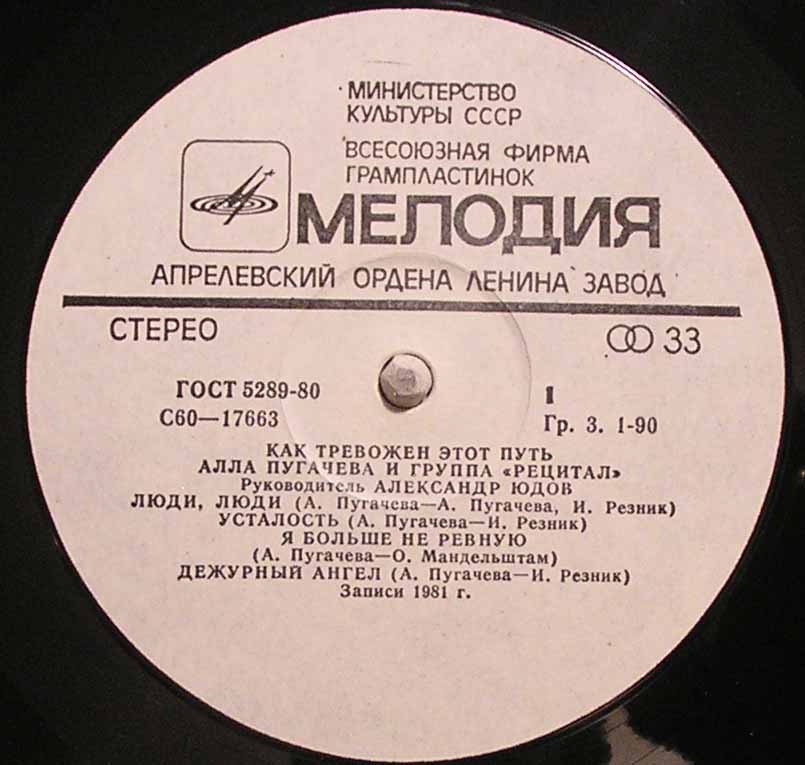 МИНИСТЕРСТВО
КУЛЬТУРЫ СССР
ВСЕСОЮЗНАЯ ФИРМА
ГРАМПЛАСТИНОК
МЕЛОДИЯ
АПРЕЛЕВСКИЙ ОРДЕНА ЛЕНИНА ЗАВОД
СТЕРЕО
33
ГОСТ 5289-80
С60—17663
1
Гр. 3. 1-90
КАК ТРЕВОЖЕН ЭТОТ ПУТЬ
АЛЛА ПУГАЧЕВА И ГРУППА «РЕЦИТАЛ»
Руководитель АЛЕКСАНДР ЮДОВ
ЛЮДИ, ЛЮДИ (А. Пугачева—А. Пугачева, И. Резник)
УСТАЛОСТЬ (А. Пугачева—И. Резник)
Я БОЛЬШЕ НЕ РЕВНУЮ
(А. Пугачева—О. Мандельштам)
ДЕЖУРНЫЙ АНГЕЛ (А. Пугачева—И. Резник)
Записи 1981 г.